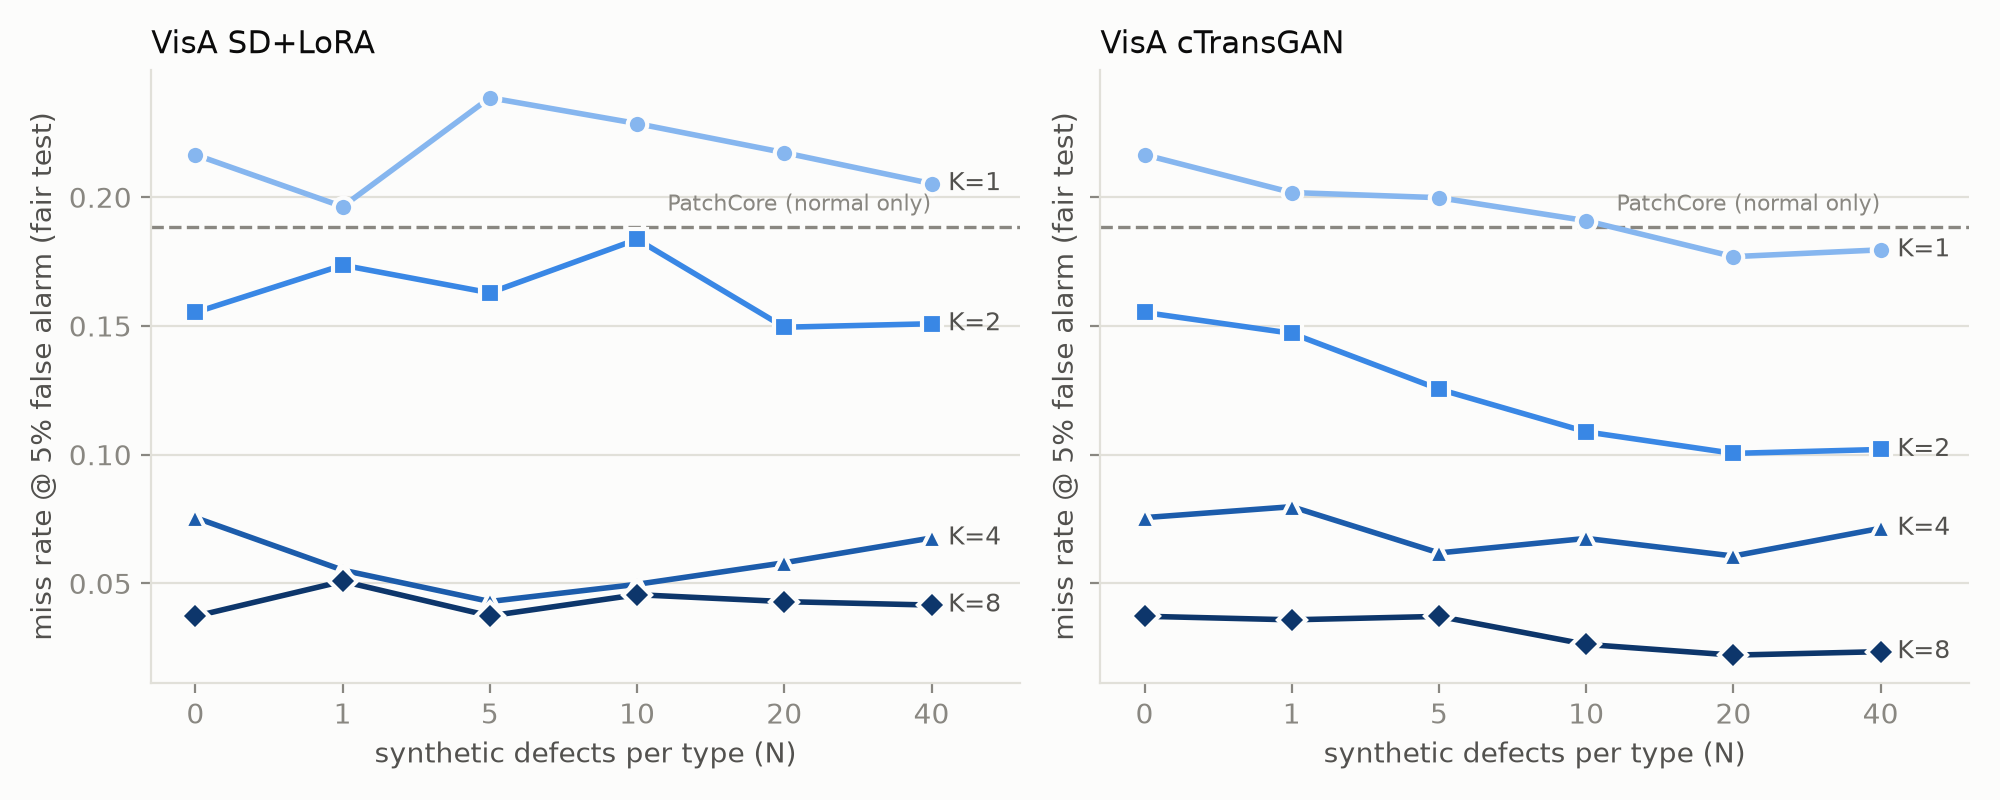 VisA SD+LoRA
miss rate @ 5% false alarm (fair test)
0.20
0.15
0.10
0.05
PatchCore (normal only)
K=1
K=2
K=4
K=8
0 1 5 10 20 40
synthetic defects per type (N)
VisA cTransGAN
miss rate @ 5% false alarm (fair test)
PatchCore (normal only)
K=1
K=2
K=4
K=8
0 1 5 10 20 40
synthetic defects per type (N)